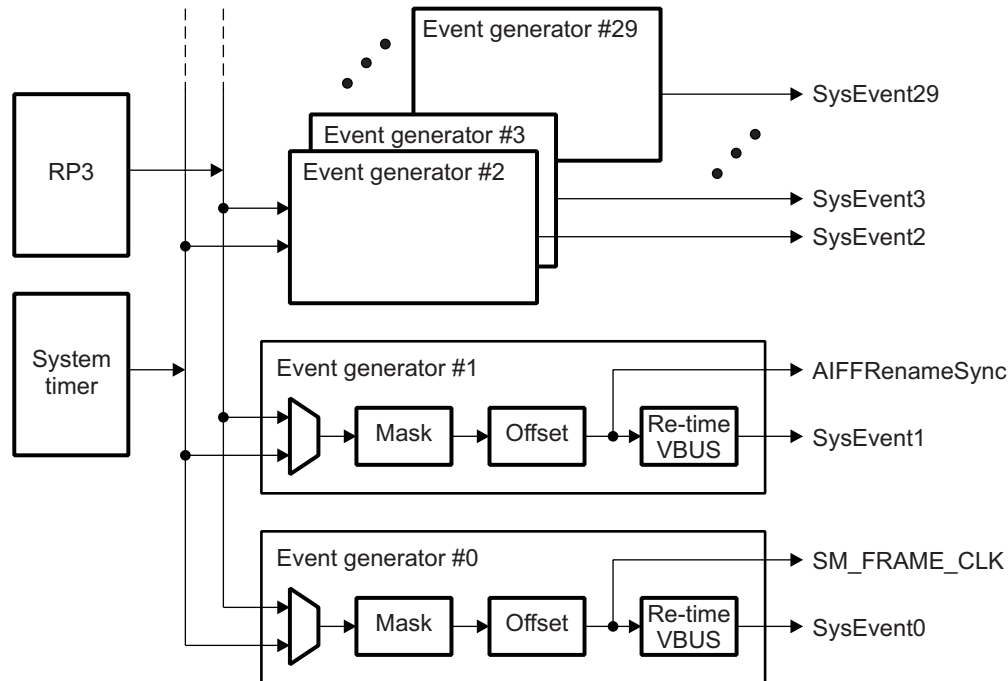 Event generator #29
SysEvent29
Event generator #3
RP3
Event generator #2
SysEvent3
SysEvent2
System
timer
Event generator #1
AIFFRenameSync
Mask
Offset
Re-time
VBUS
SysEvent1
Event generator #0
SM_FRAME_CLK
Mask
Offset
Re-time
VBUS
SysEvent0